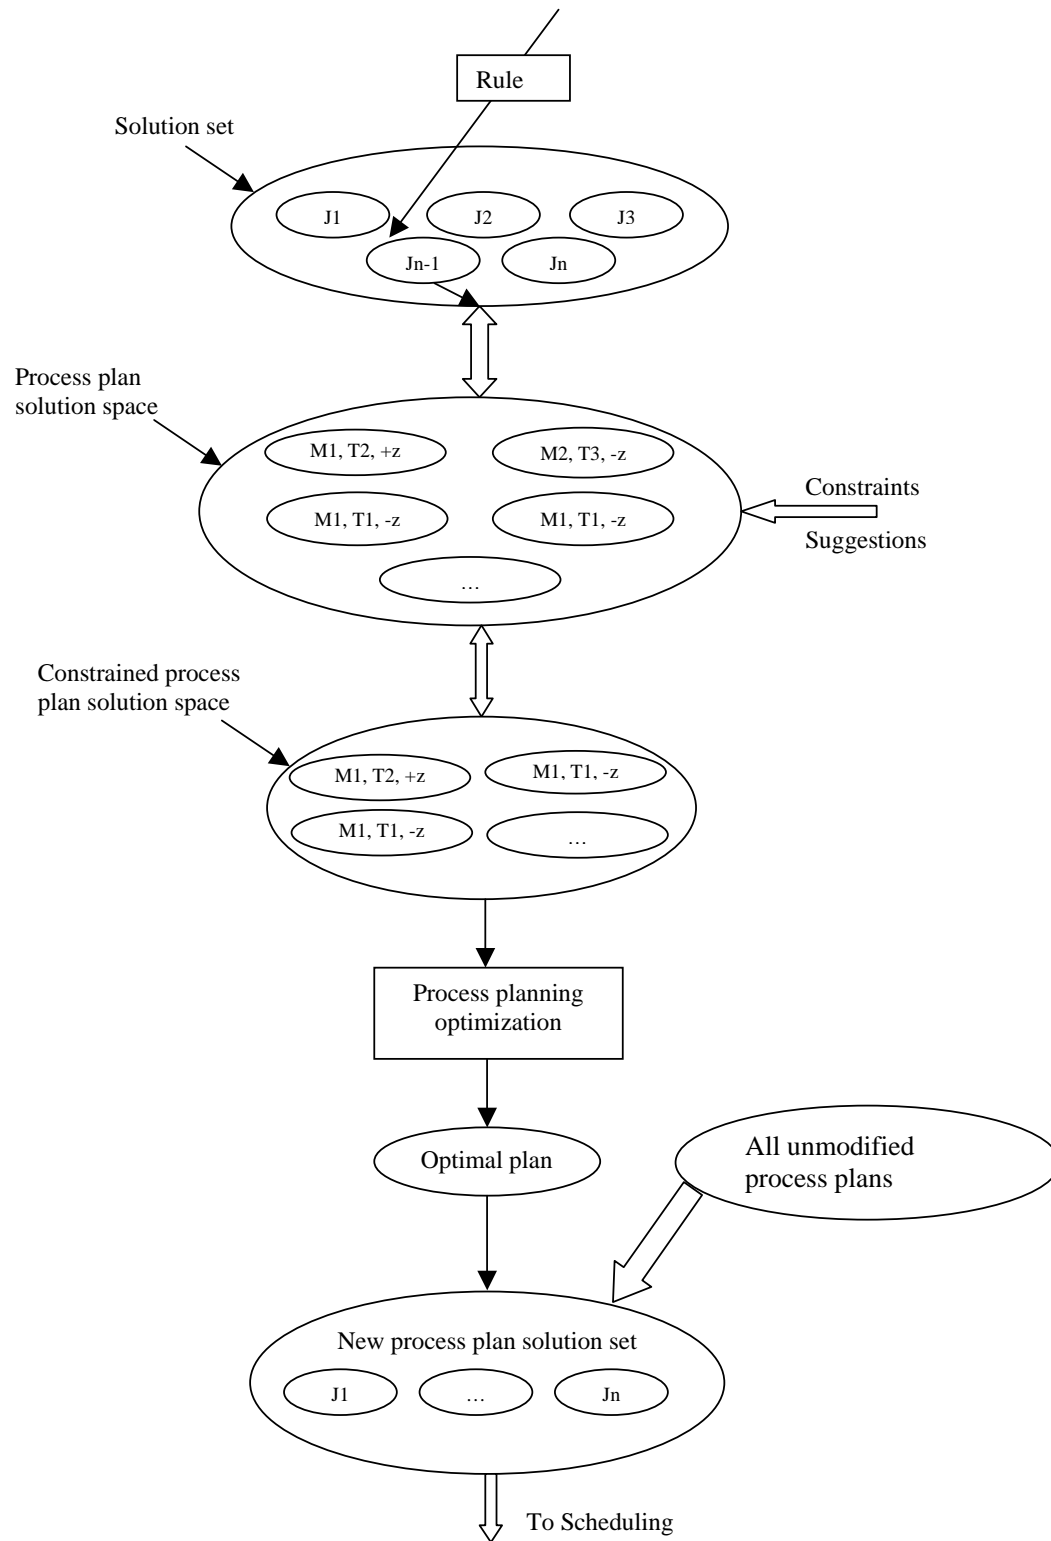 Rule
Solution set
J1
J2
J3
Jn-1
Jn
Process plan
solution space
M1, T2, +z
M2, T3, -z
M1, T1, -z
M1, T1, -z
…
Constraints
Suggestions
Constrained process
plan solution space
M1, T2, +z
M1, T1, -z
M1, T1, -z
…
Process planning
optimization
Optimal plan
All unmodified
process plans
New process plan solution set
J1
…
Jn
To Scheduling